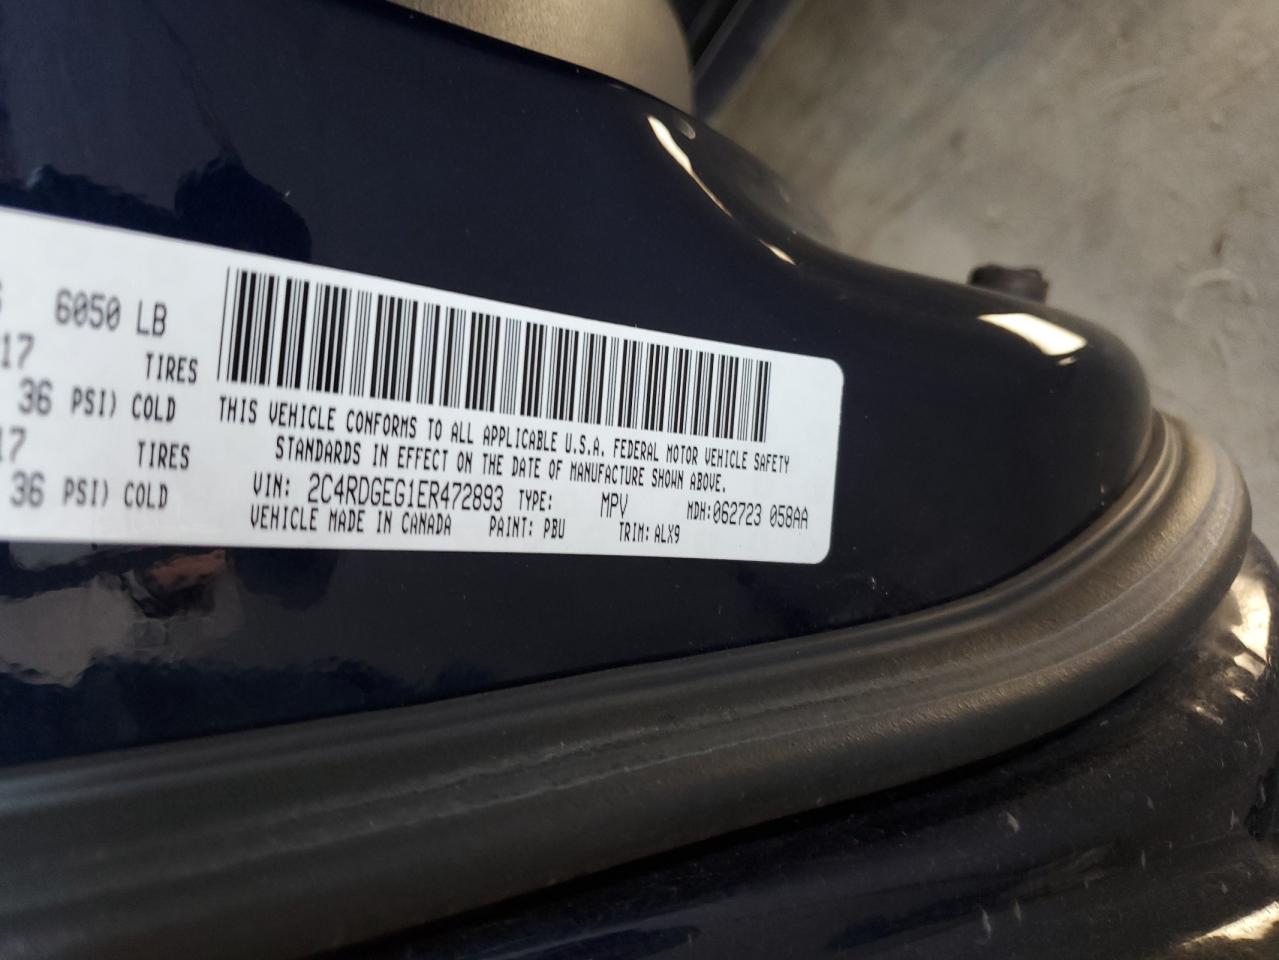 6050 LB
17 TIRES
36 PSI) COLD
17 TIRES
36 PSI) COLD
THIS VEHICLE CONFORMS TO ALL APPLICABLE U.S.A. FEDERAL MOTOR VEHICLE SAFETY
STANDARDS IN EFFECT ON THE DATE OF MANUFACTURE SHOWN ABOVE.
VIN: 2C4RDGEG1ER472893 TYPE: MPV MDH:062723 058AA
VEHICLE MADE IN CANADA PAINT: PBU TRIM: ALX9